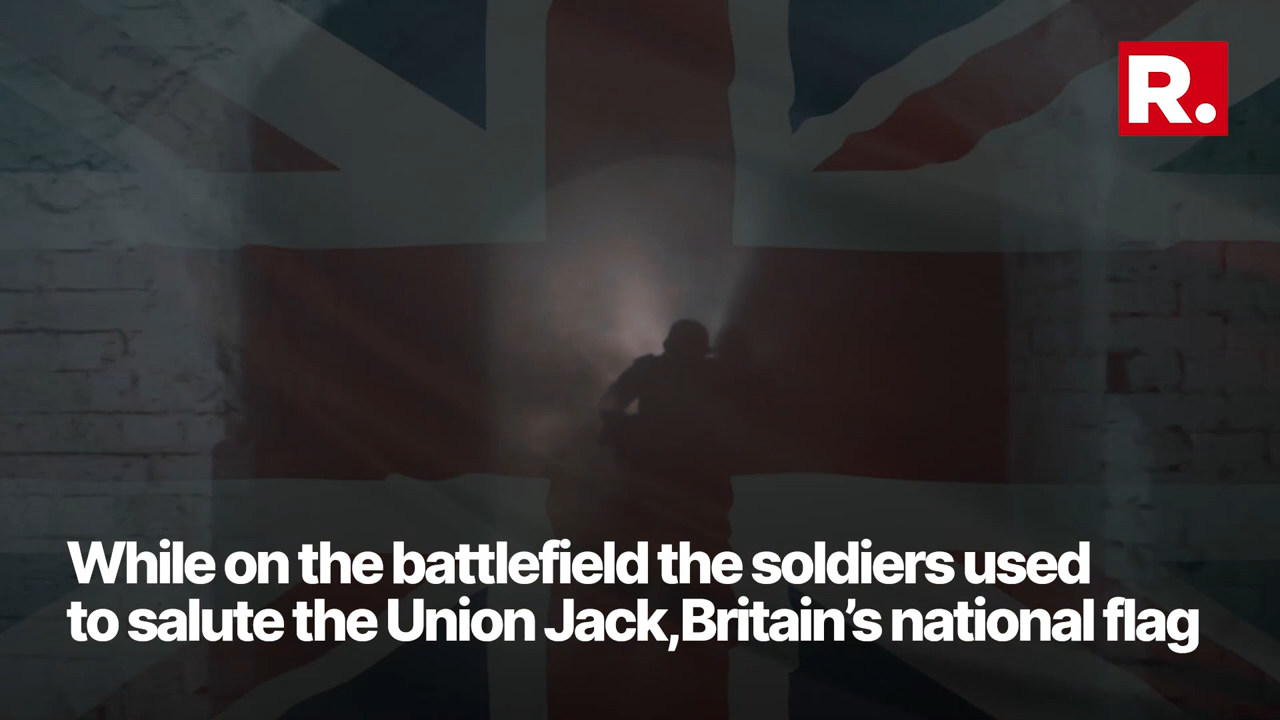 R.
While on the battlefield the soldiers used
to salute the Union Jack,Britain’s national flag